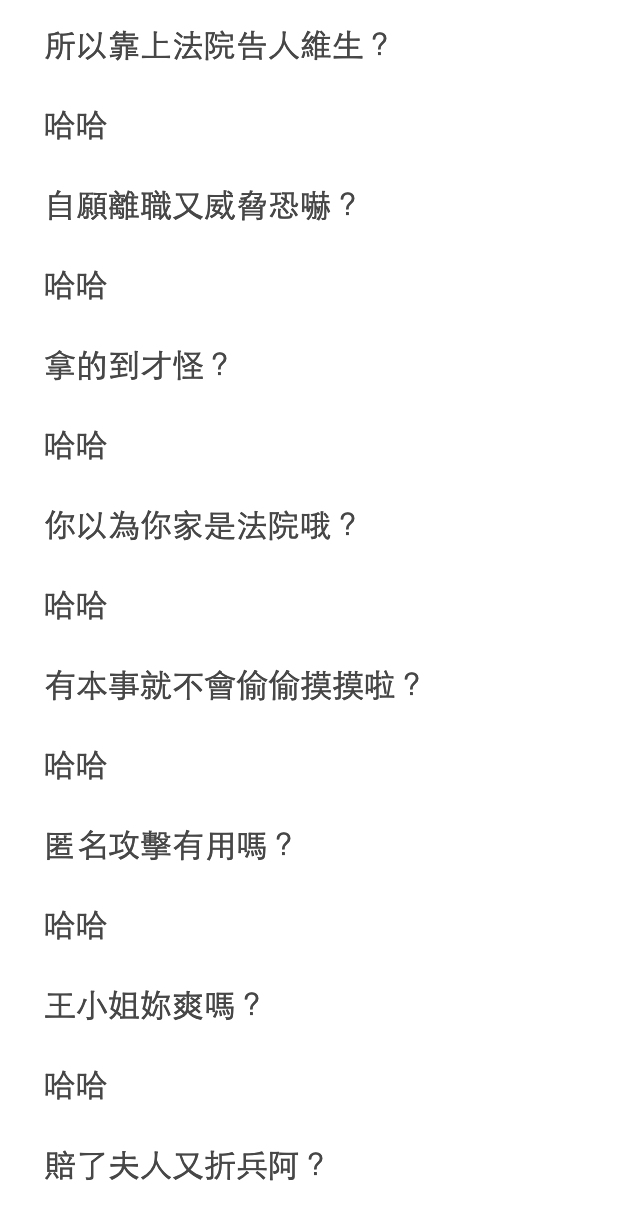 所以靠上法院告人維生？
哈哈
自願離職又威脅恐嚇？
哈哈
拿的到才怪？
哈哈
你以為你家是法院哦？
哈哈
有本事就不會偷偷摸摸啦？
哈哈
匿名攻擊有用嗎？
哈哈
王小姐妳爽嗎？
哈哈
賠了夫人又折兵阿？